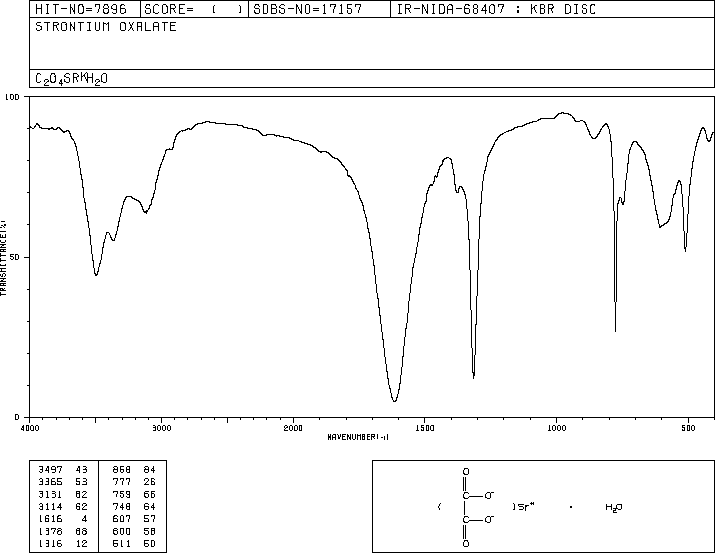 HIT-NO=7896 SCORE= ( ) SDBS-NO=17157 IR-NIDA-68407 : KBR DISC
STRONTIUM OXALATE
C2O4SRKH2O
100
50
0
TRANSMITTANCE(%)
4000 3000 2000 1500 1000 500
WAVENUMBER(-1)
3497 43 858 84
3365 53 777 26
3131 62 759 66
3114 62 748 64
1616 4 607 57
1378 68 600 58
1316 12 511 50
O
C O-
( )Sr+ · H2O
C O-
O